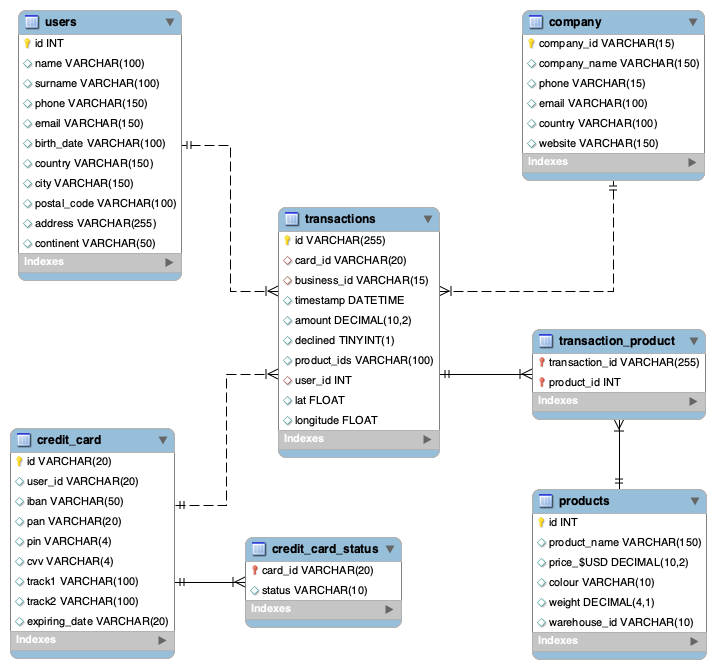 users
id INT
name VARCHAR(100)
surname VARCHAR(100)
phone VARCHAR(150)
email VARCHAR(150)
birth_date VARCHAR(100)
country VARCHAR(150)
city VARCHAR(150)
postal_code VARCHAR(100)
address VARCHAR(255)
continent VARCHAR(50)
Indexes
company
company_id VARCHAR(15)
company_name VARCHAR(150)
phone VARCHAR(15)
email VARCHAR(100)
country VARCHAR(100)
website VARCHAR(150)
Indexes
transactions
id VARCHAR(255)
card_id VARCHAR(20)
business_id VARCHAR(15)
timestamp DATETIME
amount DECIMAL(10,2)
declined TINYINT(1)
product_ids VARCHAR(100)
user_id INT
lat FLOAT
longitude FLOAT
Indexes
transaction_product
transaction_id VARCHAR(255)
product_id INT
Indexes
credit_card
id VARCHAR(20)
user_id VARCHAR(20)
iban VARCHAR(50)
pan VARCHAR(20)
pin VARCHAR(4)
cvv VARCHAR(4)
track1 VARCHAR(100)
track2 VARCHAR(100)
expiring_date VARCHAR(20)
Indexes
credit_card_status
card_id VARCHAR(20)
status VARCHAR(10)
Indexes
products
id INT
product_name VARCHAR(150)
price_$USD DECIMAL(10,2)
colour VARCHAR(10)
weight DECIMAL(4,1)
warehouse_id VARCHAR(10)
Indexes